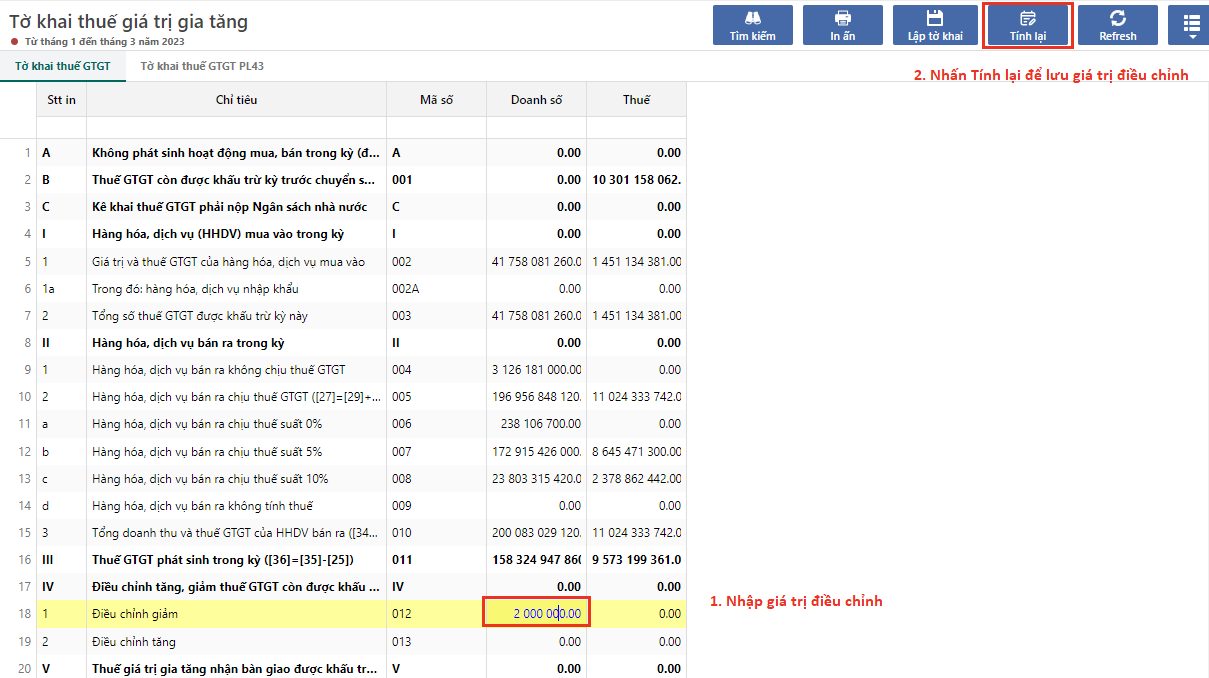 Tờ khai thuế giá trị gia tăng
Từ tháng 1 đến tháng 3 năm 2023
Tìm kiếm In ấn Lập tờ khai Tính lại Refresh
Tờ khai thuế GTGT Tờ khai thuế GTGT PL43
2. Nhấn Tính lại để lưu giá trị điều chỉnh
Stt in Chỉ tiêu Mã số Doanh số Thuế
1 A Không phát sinh hoạt động mua, bán trong kỳ (đ... A 0.00 0.00
2 B Thuế GTGT còn được khấu trừ kỳ trước chuyển s... 001 0.00 10 301 158 062.
3 C Kê khai thuế GTGT phải nộp Ngân sách nhà nước C 0.00 0.00
4 I Hàng hóa, dịch vụ (HHDV) mua vào trong kỳ I 0.00 0.00
5 1 Giá trị và thuế GTGT của hàng hóa, dịch vụ mua vào 002 41 758 081 260.0 1 451 134 381.00
6 1a Trong đó: hàng hóa, dịch vụ nhập khẩu 002A 0.00 0.00
7 2 Tổng số thuế GTGT được khấu trừ kỳ này 003 41 758 081 260.0 1 451 134 381.00
8 II Hàng hóa, dịch vụ bán ra trong kỳ II 0.00 0.00
9 1 Hàng hóa, dịch vụ bán ra không chịu thuế GTGT 004 3 126 181 000.00 0.00
10 2 Hàng hóa, dịch vụ bán ra chịu thuế GTGT ([27]=[29]+... 005 196 956 848 120. 11 024 333 742.0
11 a Hàng hóa, dịch vụ bán ra chịu thuế suất 0% 006 238 106 700.00 0.00
12 b Hàng hóa, dịch vụ bán ra chịu thuế suất 5% 007 172 915 426 000. 8 645 471 300.00
13 c Hàng hóa, dịch vụ bán ra chịu thuế suất 10% 008 23 803 315 420.0 2 378 862 442.00
14 d Hàng hóa, dịch vụ bán ra không tính thuế 009 0.00 0.00
15 3 Tổng doanh thu và thuế GTGT của HHDV bán ra ([34... 010 200 083 029 120. 11 024 333 742.0
16 III Thuế GTGT phát sinh trong kỳ ([36]=[35]-[25]) 011 158 324 947 860 9 573 199 361.0
17 IV Điều chỉnh tăng, giảm thuế GTGT còn được khấu ... IV 0.00 0.00
1. Nhập giá trị điều chỉnh
18 1 Điều chỉnh giảm 012 2 000 000.00 0.00
19 2 Điều chỉnh tăng 013 0.00 0.00
20 V Thuế giá trị gia tăng nhận bàn giao được khấu tr... V 0.00 0.00